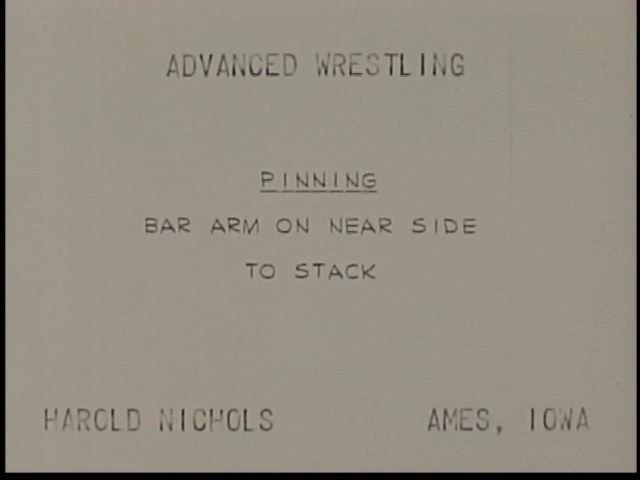 ADVANCED WRESTLING
PINNING
BAR ARM ON NEAR SIDE
TO STACK
HAROLD NICHOLS
AMES, IOWA